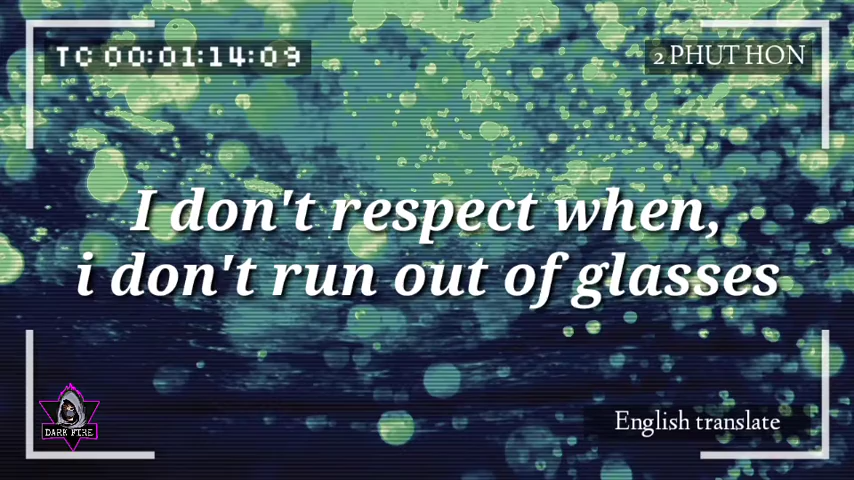 TC 00:01:14:09
2 PHUT HON
I don't respect when,
i don't run out of glasses
DARK FIRE
English translate